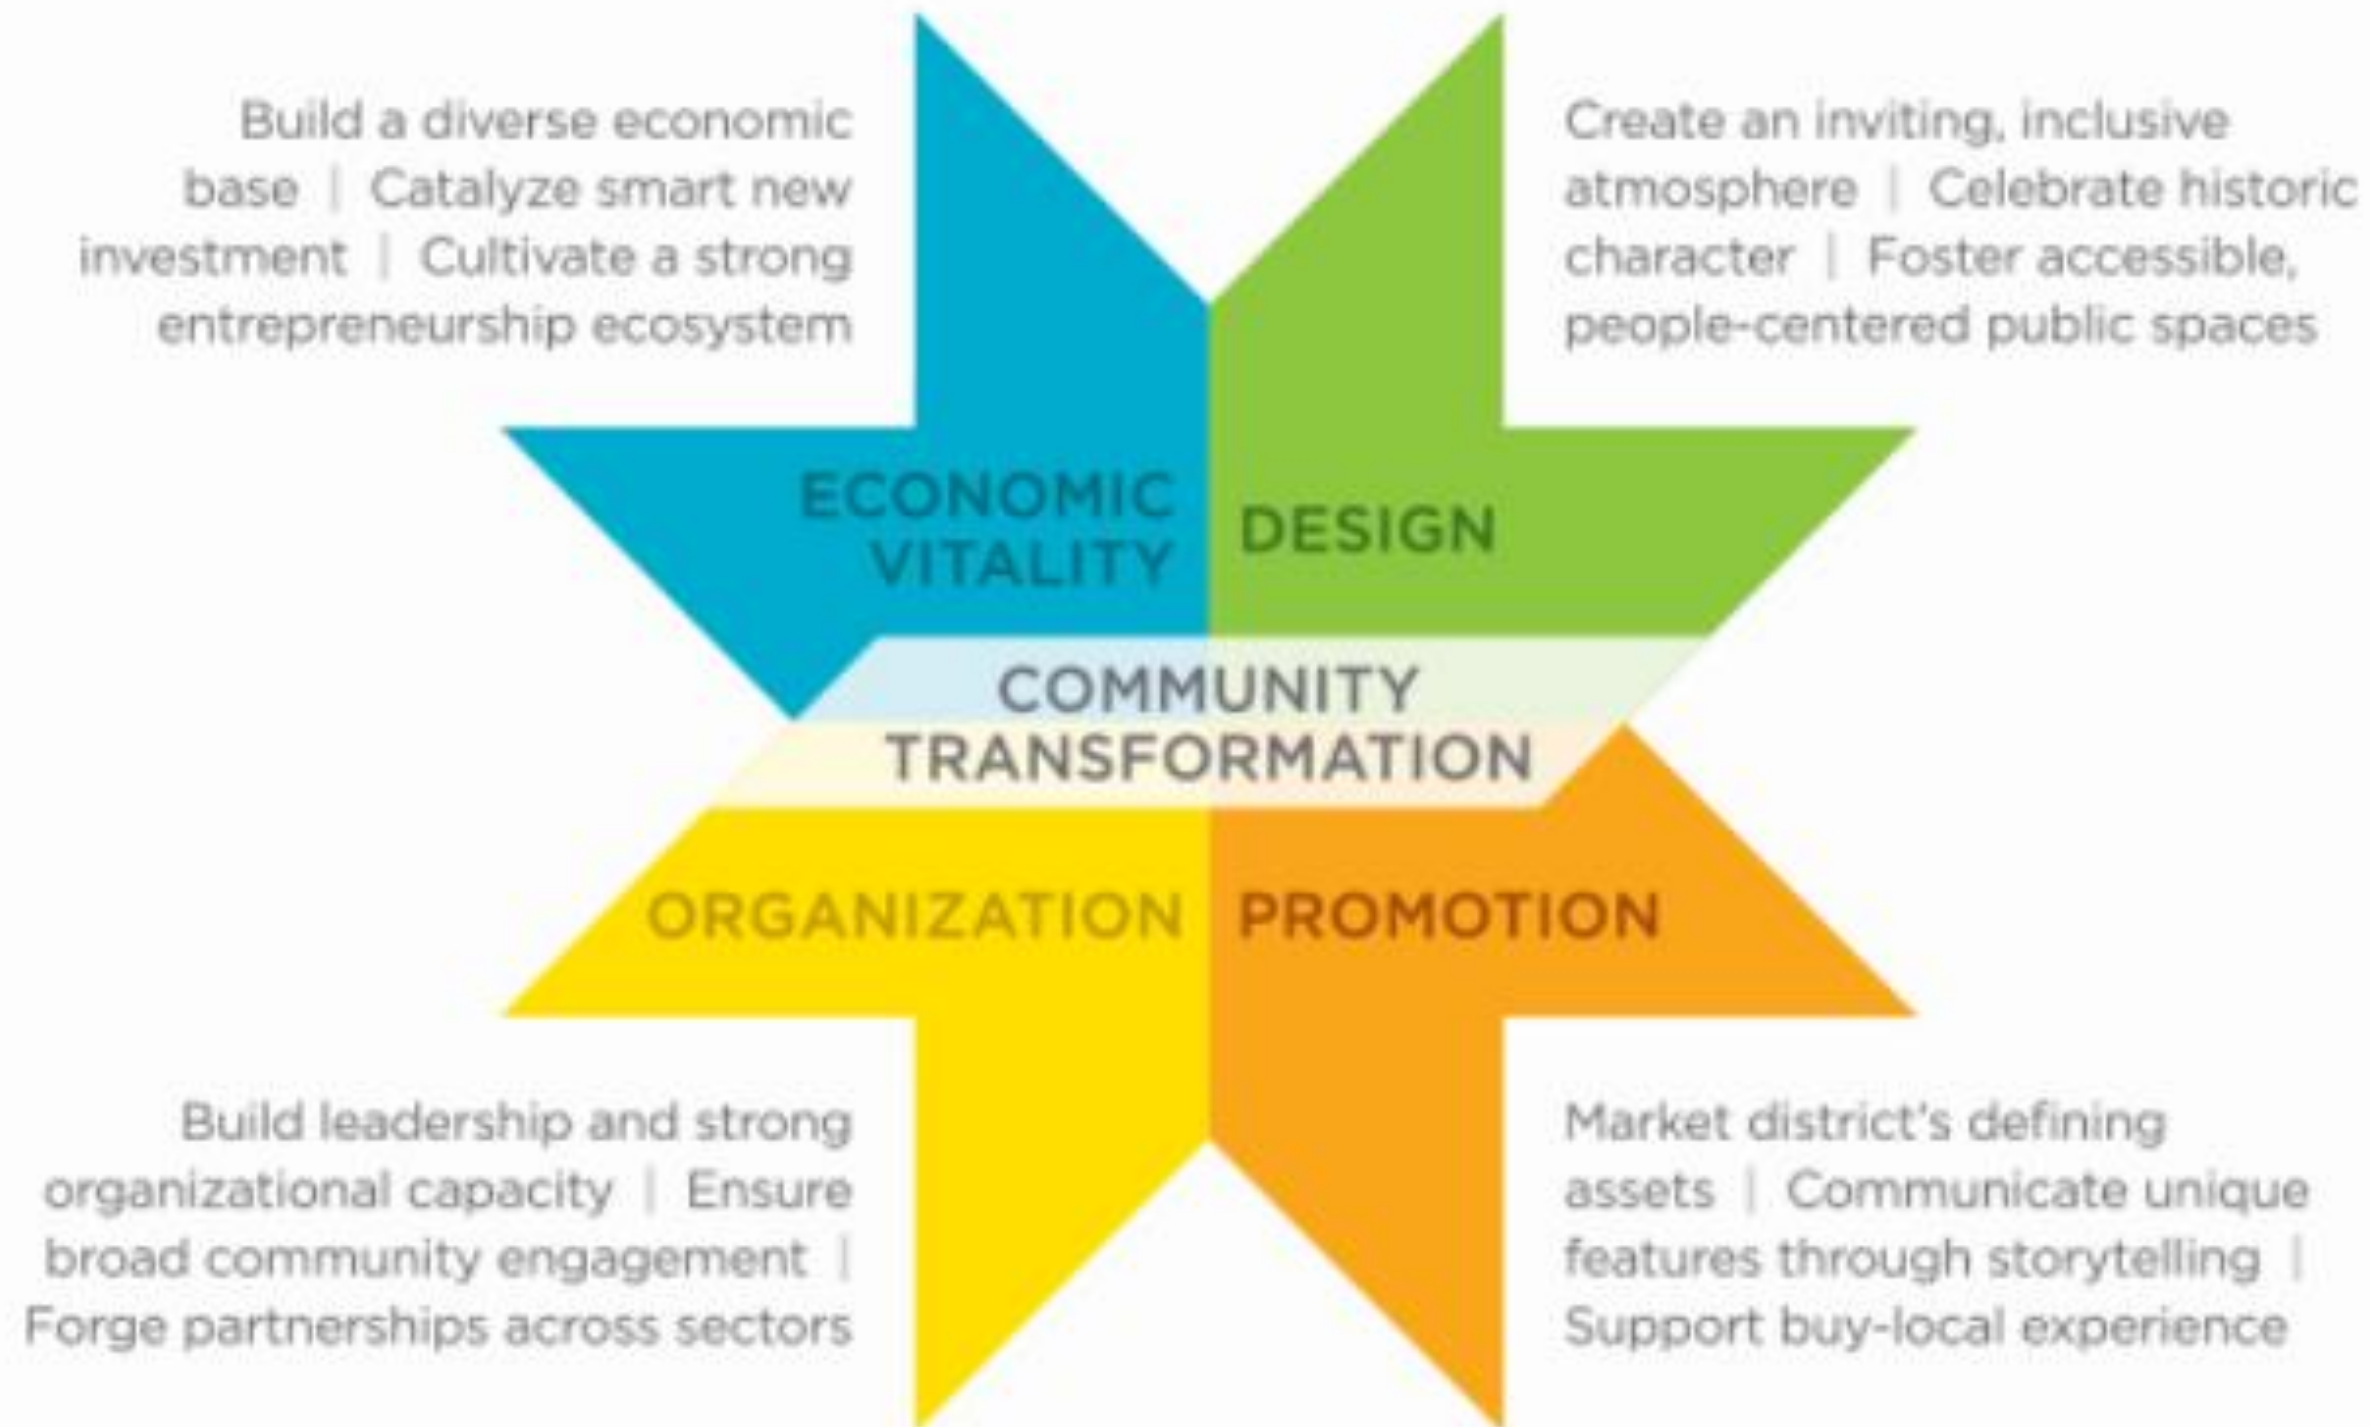 Build a diverse economic
base | Catalyze smart new
investment | Cultivate a strong
entrepreneurship ecosystem
Create an inviting, inclusive
atmosphere | Celebrate historic
character | Foster accessible,
people-centered public spaces
ECONOMIC
VITALITY
DESIGN
COMMUNITY
TRANSFORMATION
ORGANIZATION
PROMOTION
Build leadership and strong
organizational capacity | Ensure
broad community engagement |
Forge partnerships across sectors
Market district's defining
assets | Communicate unique
features through storytelling |
Support buy-local experience